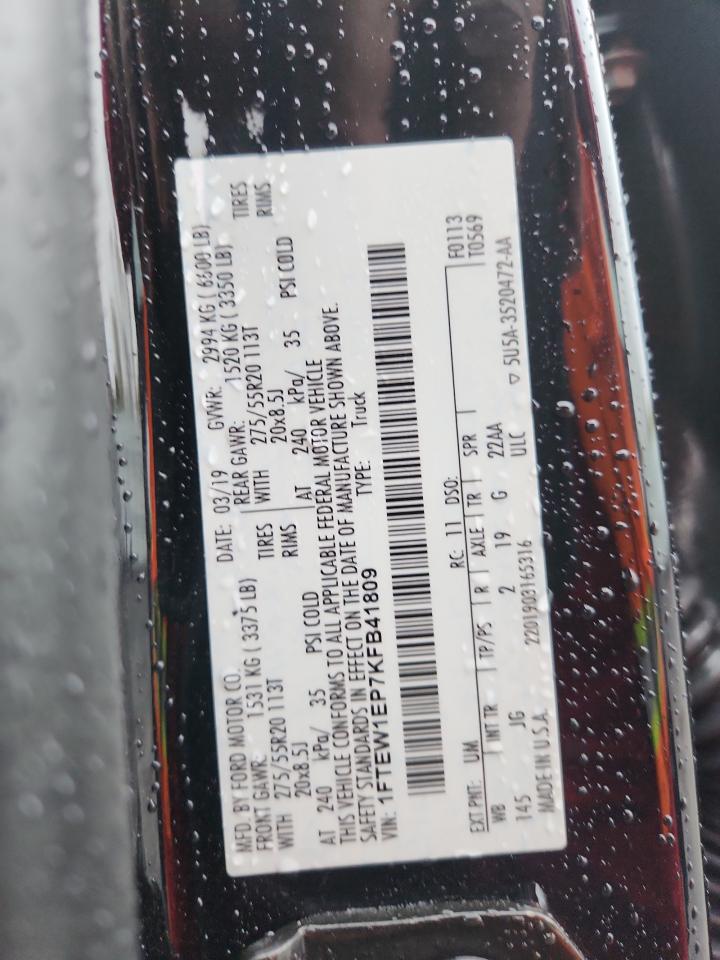 MFD. BY FORD MOTOR CO.
DATE: 03/19 GVWR: 2994 KG ( 6600 LB)
FRONT GAWR: 1531 KG ( 3375 LB)
REAR GAWR: 1520 KG ( 3350 LB)
WITH 275/55R20 113T TIRES
WITH 275/55R20 113T TIRES
20x8.5J RIMS
20x8.5J RIMS
AT 240 kPa/ 35 PSI COLD
AT 240 kPa/ 35 PSI COLD
THIS VEHICLE CONFORMS TO ALL APPLICABLE FEDERAL MOTOR VEHICLE
SAFETY STANDARDS IN EFFECT ON THE DATE OF MANUFACTURE SHOWN ABOVE.
VIN: 1FTEW1EP7KFB41809
TYPE: Truck
F0113
T0569
EXT.PNT: UM RC: 11 DSO:
WB INT TR TP/PS R AXLE TR SPR
145 JG 2 19 G 22AA
2201903165316 ULC
MADE IN U.S.A. ▽ 5U5A-3520472-AA